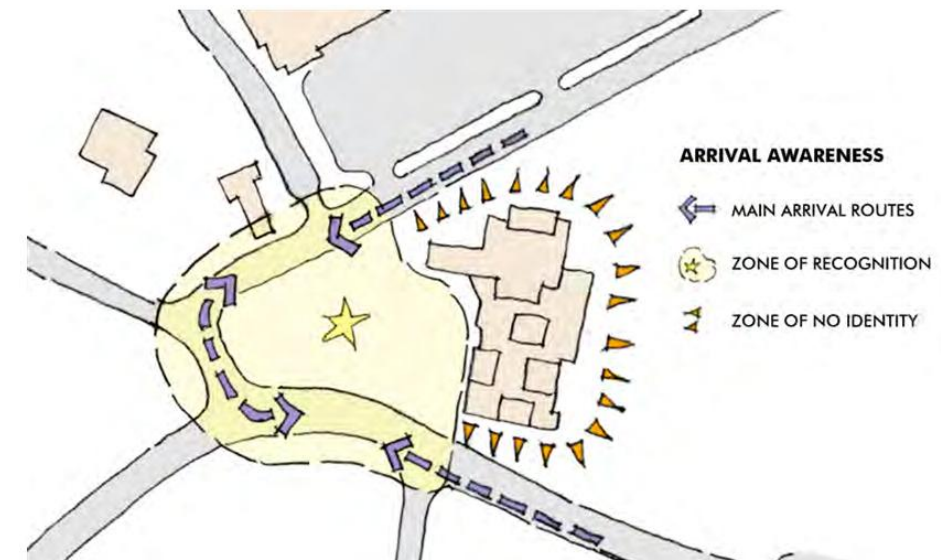 ARRIVAL AWARENESS
MAIN ARRIVAL ROUTES
ZONE OF RECOGNITION
ZONE OF NO IDENTITY